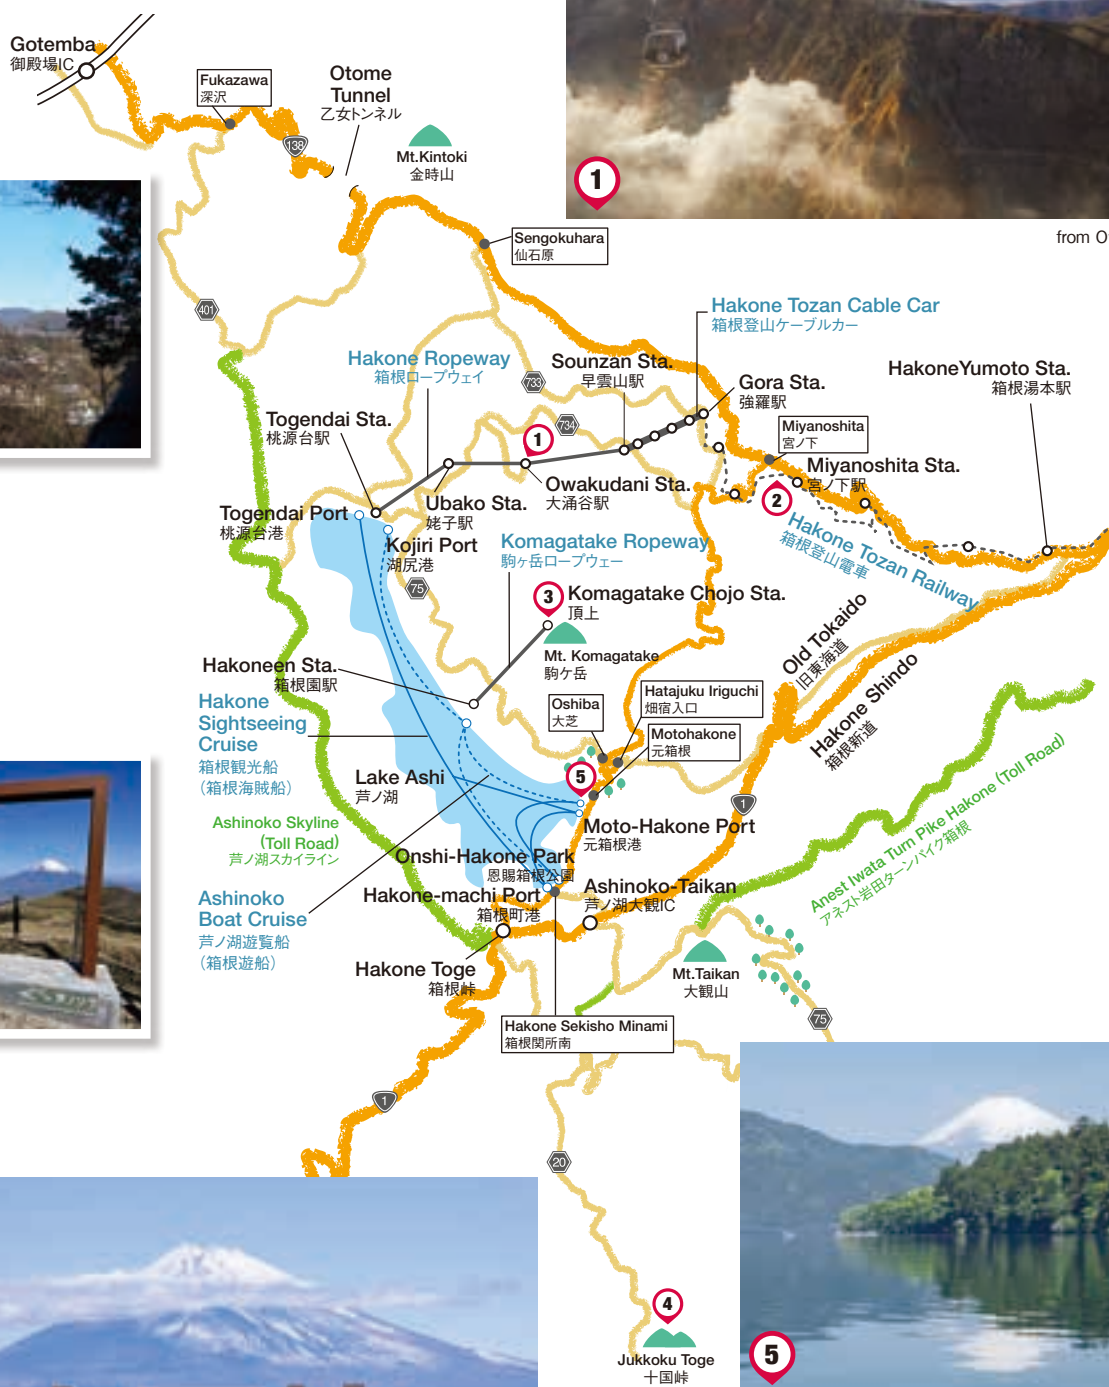 Gotemba
御殿場IC
Fukazawa
深沢
Otome
Tunnel
乙女トンネル
138
Mt.Kintoki
金時山
1
from O
Sengokuhara
仙石原
401
Hakone Tozan Cable Car
箱根登山ケーブルカー
Hakone Ropeway
箱根ロープウェイ
Sounzan Sta.
早雲山駅
HakoneYumoto Sta.
箱根湯本駅
733
Gora Sta.
強羅駅
Togendai Sta.
桃源台駅
734
1
Miyanoshita
宮ノ下
Miyanoshita Sta.
宮ノ下駅
Owakudani Sta.
大涌谷駅
2
Ubako Sta.
姥子駅
Togendai Port
桃源台港
Hakone Tozan Railway
箱根登山電車
Kojiri Port
湖尻港
Komagatake Ropeway
駒ヶ岳ロープウェー
75
3
Komagatake Chojo Sta.
頂上
Mt. Komagatake
駒ケ岳
Old Tokaido
旧東海道
Hakoneen Sta.
箱根園駅
Hakone Shindo
箱根新道
Hatajuku Iriguchi
畑宿入口
Oshiba
大芝
Motohakone
元箱根
Hakone
Sightseeing
Cruise
箱根観光船
（箱根海賊船）
Lake Ashi
芦ノ湖
5
1
Anest Iwata Turn Pike Hakone (Toll Road)
アネスト岩田ターンパイク箱根
Moto-Hakone Port
元箱根港
Ashinoko Skyline
(Toll Road)
芦ノ湖スカイライン
Onshi-Hakone Park
恩賜箱根公園
Ashinoko
Boat Cruise
芦ノ湖遊覧船
（箱根遊船）
Hakone-machi Port
箱根町港
Ashinoko-Taikan
芦ノ湖大観IC
Hakone Toge
箱根峠
Mt.Taikan
大観山
75
Hakone Sekisho Minami
箱根関所南
1
20
4
Jukkoku Toge
十国峠
5